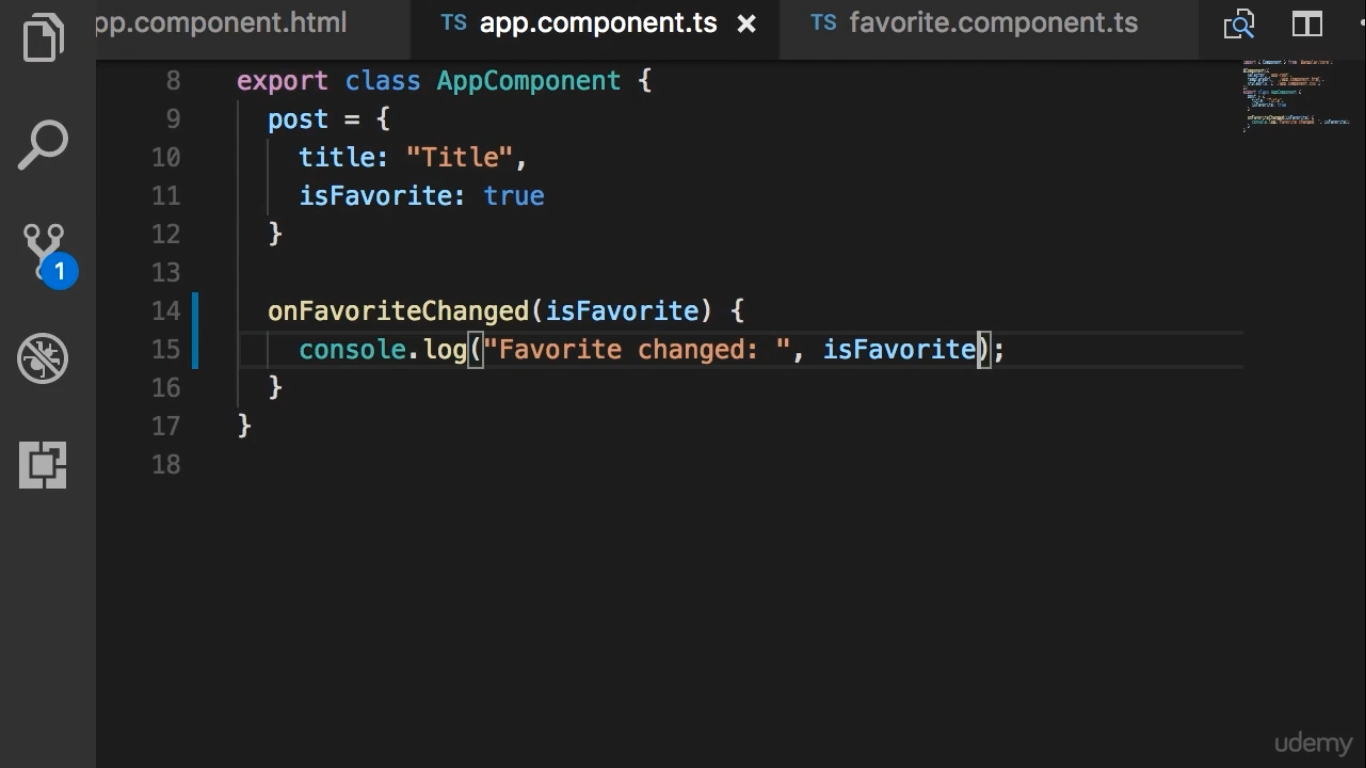 pp.component.html TS app.component.ts × TS favorite.component.ts
8 export class AppComponent {
9 post = {
10 title: "Title",
11 isFavorite: true
12 }
13
14 onFavoriteChanged(isFavorite) {
15 console.log("Favorite changed: ", isFavorite);
16 }
17 }
18
1
udemy